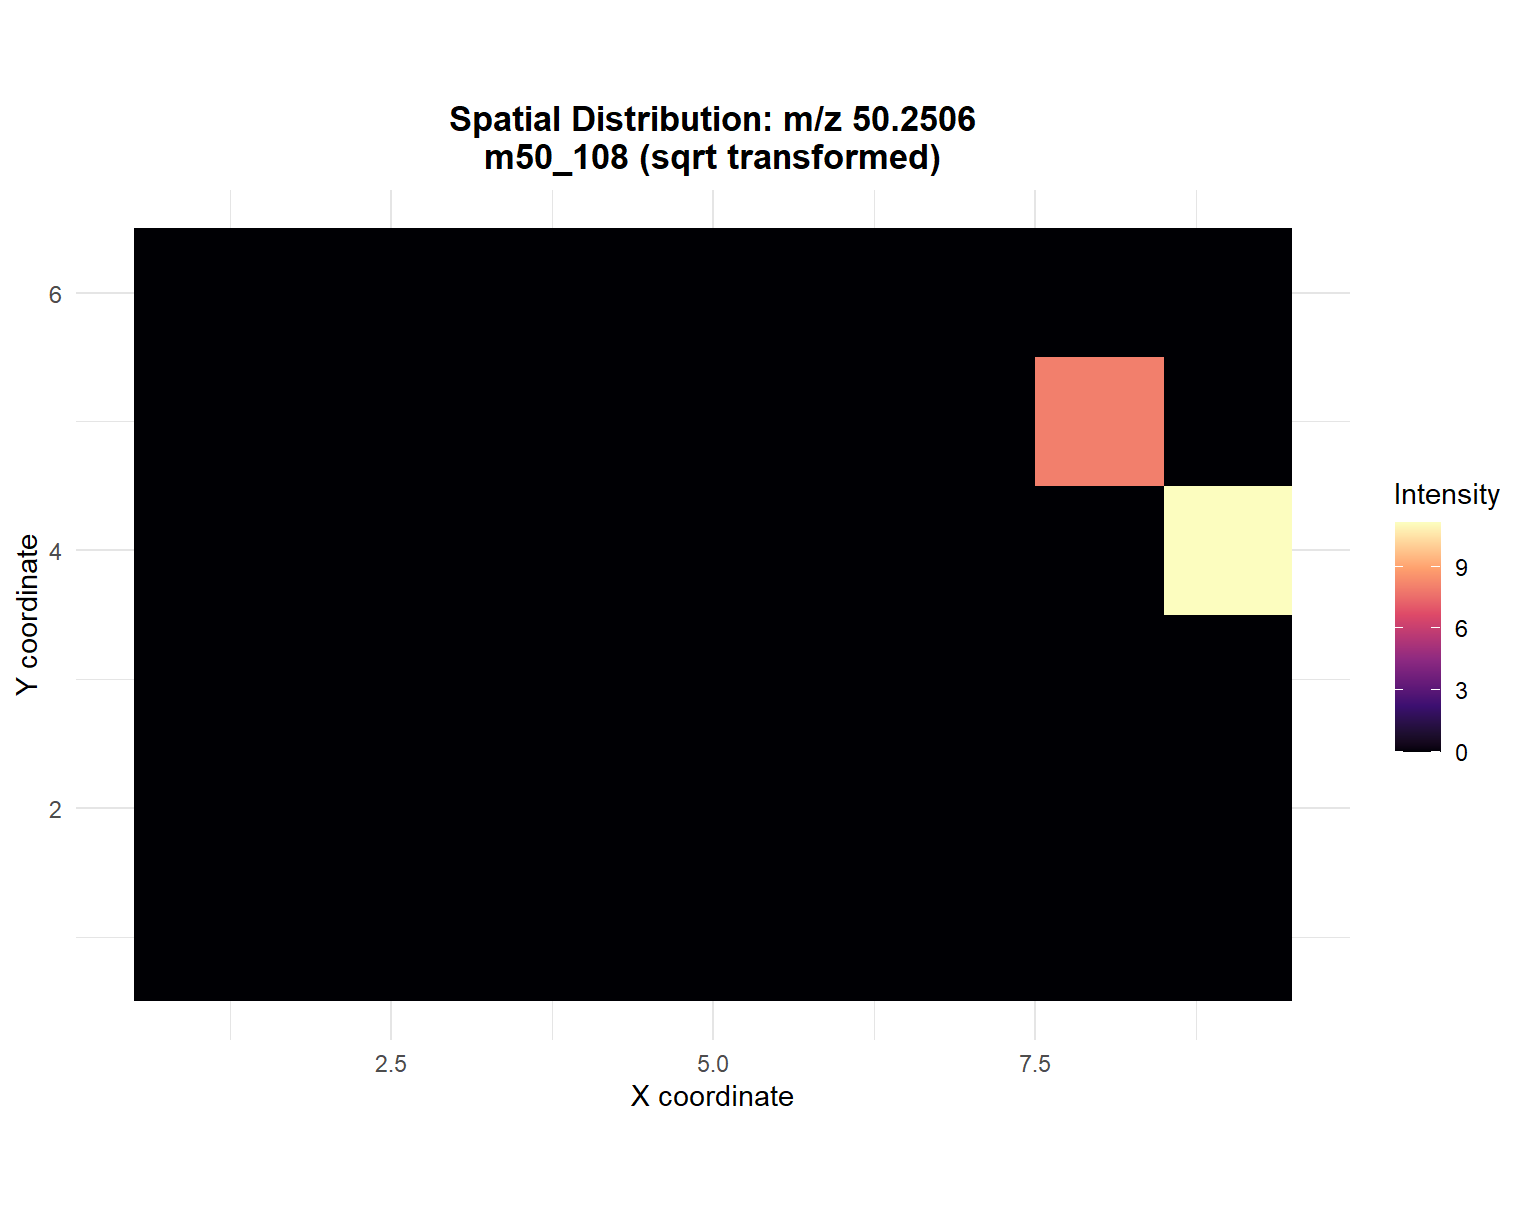 Spatial Distribution: m/z 50.2506
m50_108 (sqrt transformed)
6
4
2
Y coordinate
2.5 5.0 7.5
X coordinate
Intensity
9
6
3
0